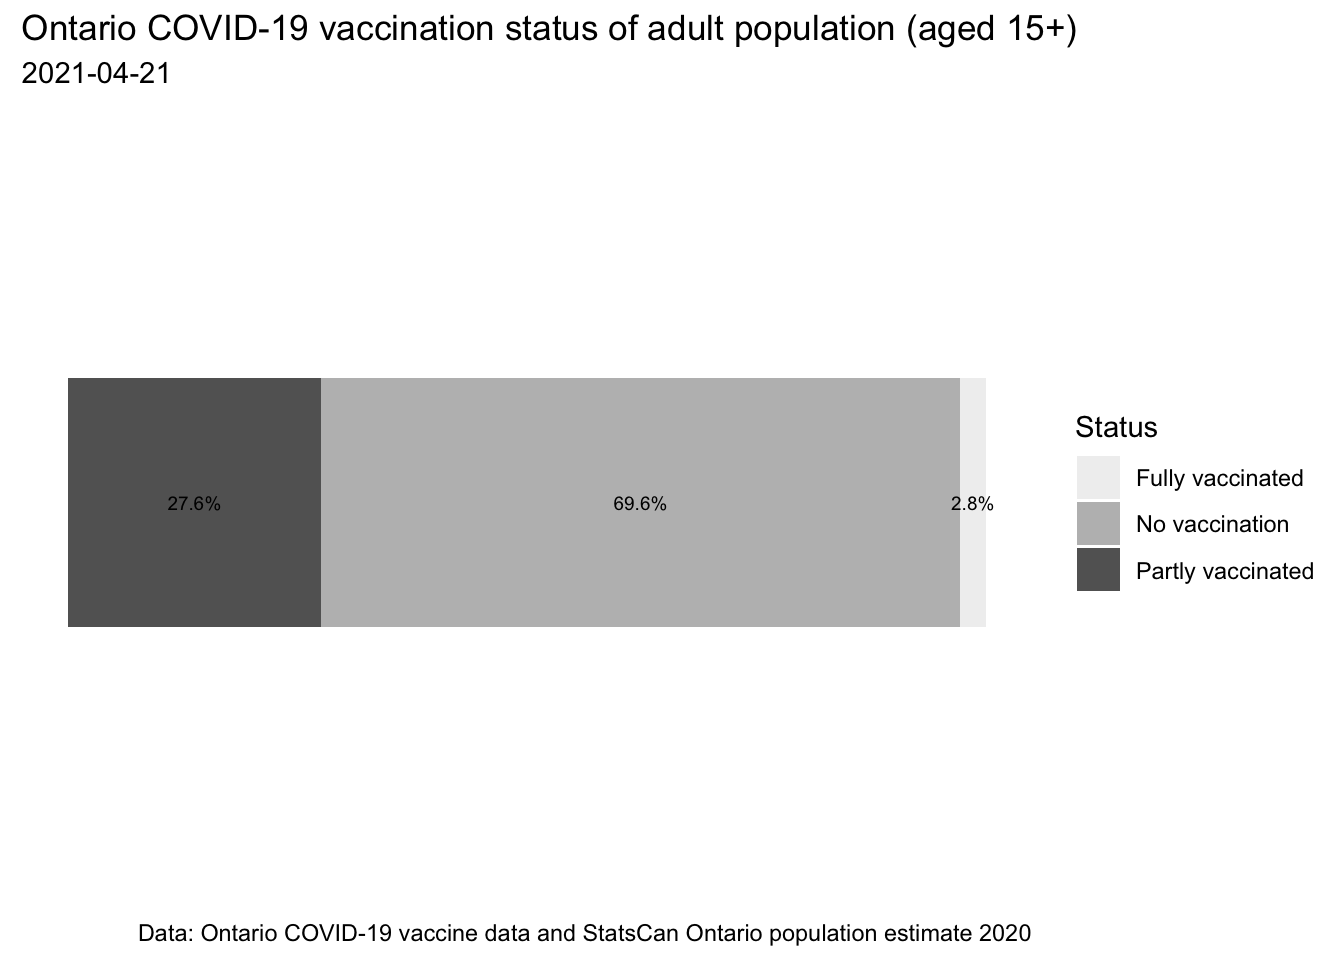 Ontario COVID-19 vaccination status of adult population (aged 15+)
2021-04-21
27.6%
69.6%
2.8%
Status
Fully vaccinated
No vaccination
Partly vaccinated
Data: Ontario COVID-19 vaccine data and StatsCan Ontario population estimate 2020